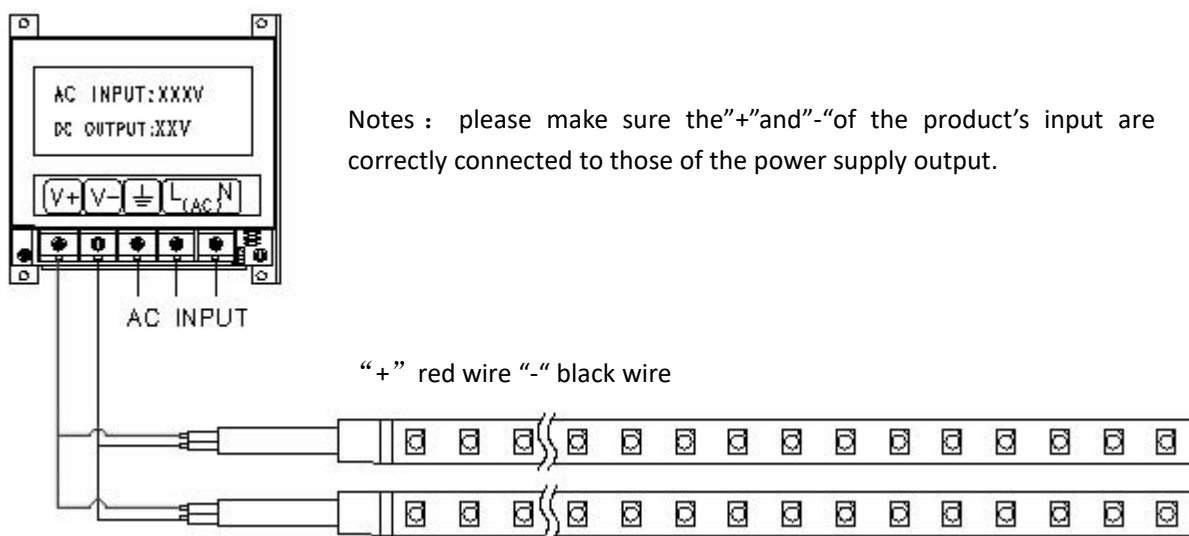 AC INPUT:XXXV
DC OUTPUT:XXV
V+ V- L(AC)N
AC INPUT
Notes： please make sure the”+”and”-“of the product’s input are
correctly connected to those of the power supply output.
“+” red wire “-“ black wire